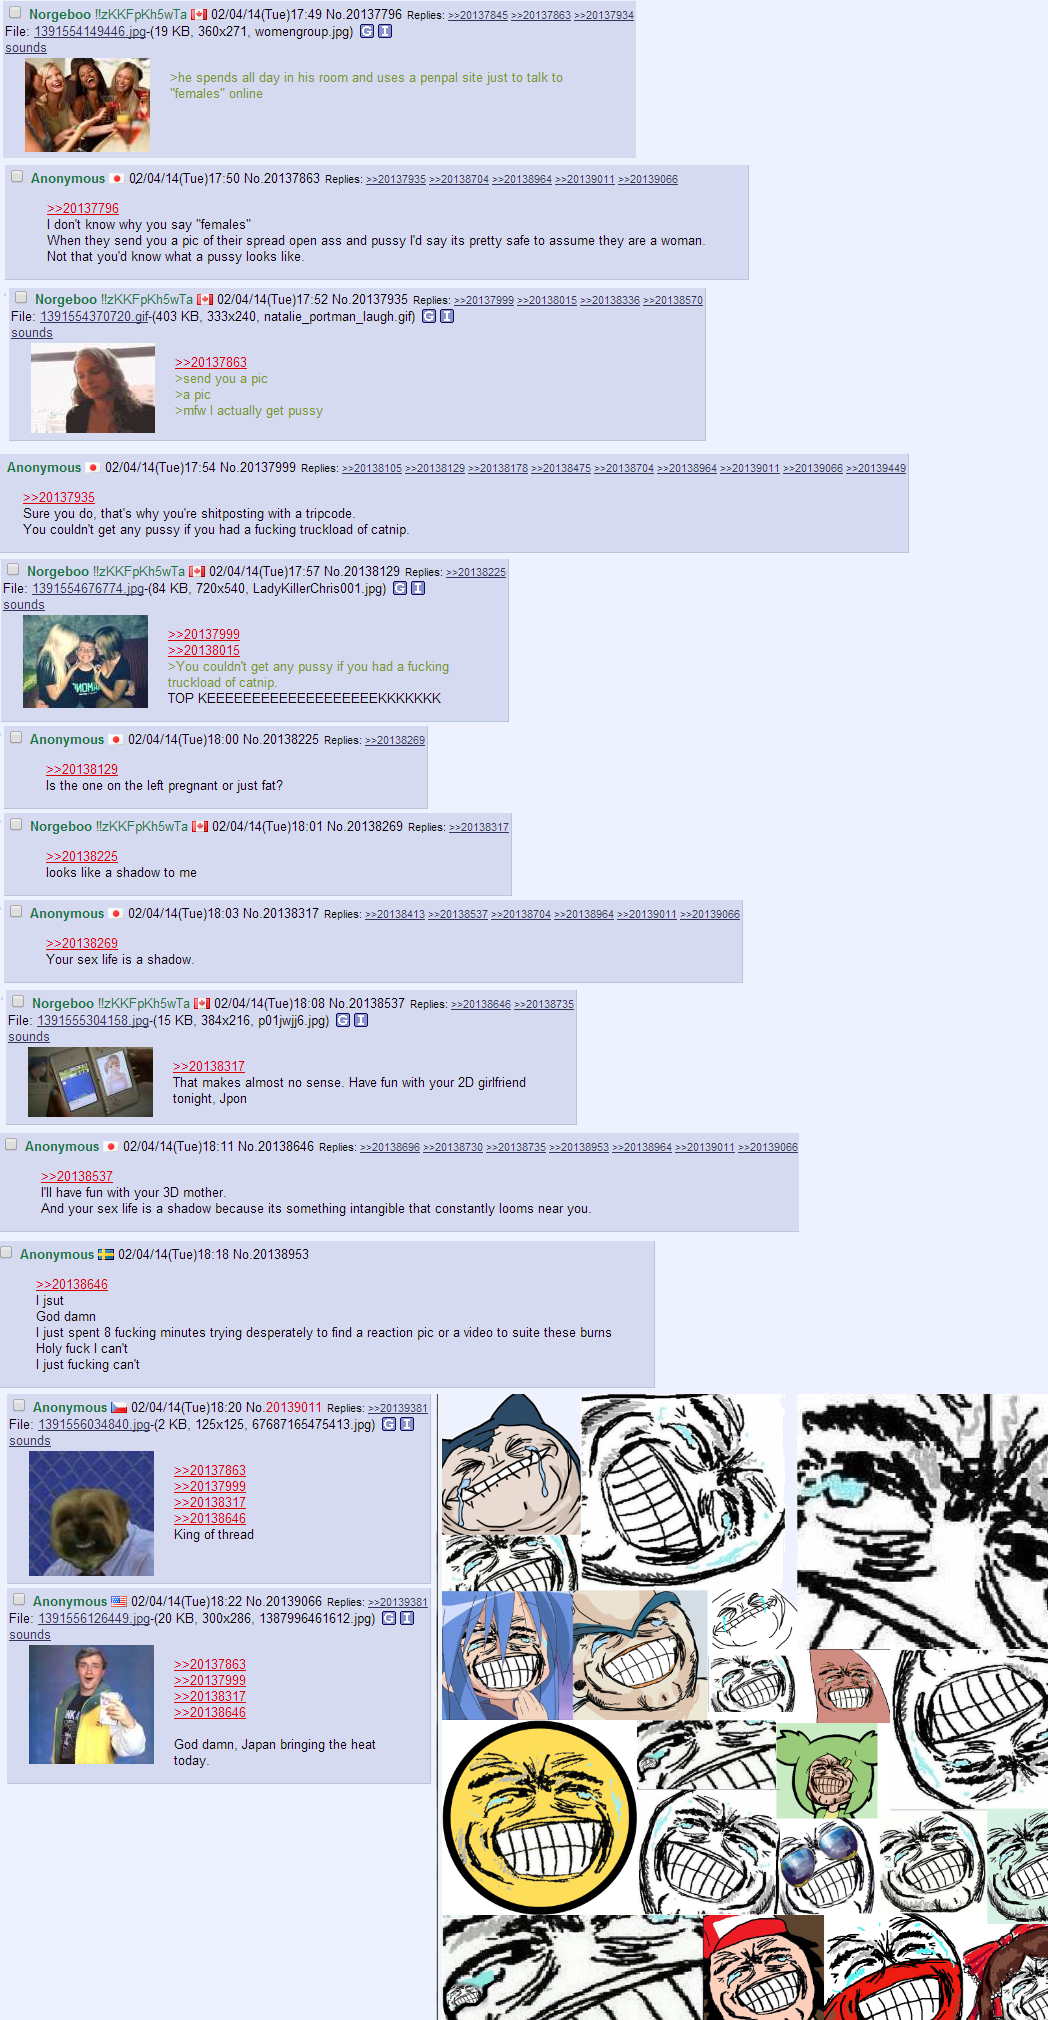 Norgeboo !!zKKFpKh5wTa 02/04/14(Tue)17:49 No.20137796 Replies: >>20137845 >>20137863 >>20137934
File: 1391554149446.jpg-(19 KB, 360x271, womengroup.jpg) G I
sounds
>he spends all day in his room and uses a penpal site just to talk to
"females" online
Anonymous 02/04/14(Tue)17:50 No.20137863 Replies: >>20137935 >>20138704 >>20138964 >>20139011 >>20139066
>>20137796
I don't know why you say "females"
When they send you a pic of their spread open ass and pussy I'd say its pretty safe to assume they are a woman.
Not that you'd know what a pussy looks like.
Norgeboo !!zKKFpKh5wTa 02/04/14(Tue)17:52 No.20137935 Replies: >>20137999 >>20138015 >>20138336 >>20138570
File: 1391554370720.gif-(403 KB, 333x240, natalie_portman_laugh.gif) G I
sounds
>>20137863
>send you a pic
>a pic
>mfw I actually get pussy
Anonymous 02/04/14(Tue)17:54 No.20137999 Replies: >>20138105 >>20138129 >>20138178 >>20138475 >>20138704 >>20138964 >>20139011 >>20139066 >>20139449
>>20137935
Sure you do, that's why you're shitposting with a tripcode.
You couldn't get any pussy if you had a fucking truckload of catnip.
Norgeboo !!zKKFpKh5wTa 02/04/14(Tue)17:57 No.20138129 Replies: >>20138225
File: 1391554676774.jpg-(84 KB, 720x540, LadyKillerChris001.jpg) G I
sounds
>>20137999
>>20138015
>You couldn't get any pussy if you had a fucking
truckload of catnip.
TOP KEEEEEEEEEEEEEEEEEEEKKKKKKK
Anonymous 02/04/14(Tue)18:00 No.20138225 Replies: >>20138269
>>20138129
Is the one on the left pregnant or just fat?
Norgeboo !!zKKFpKh5wTa 02/04/14(Tue)18:01 No.20138269 Replies: >>20138317
>>20138225
looks like a shadow to me
Anonymous 02/04/14(Tue)18:03 No.20138317 Replies: >>20138413 >>20138537 >>20138704 >>20138964 >>20139011 >>20139066
>>20138269
Your sex life is a shadow.
Norgeboo !!zKKFpKh5wTa 02/04/14(Tue)18:08 No.20138537 Replies: >>20138646 >>20138735
File: 1391555304158.jpg-(15 KB, 384x216, p01jwjj6.jpg) G I
sounds
>>20138317
That makes almost no sense. Have fun with your 2D girlfriend
tonight, Jpon
Anonymous 02/04/14(Tue)18:11 No.20138646 Replies: >>20138696 >>20138730 >>20138735 >>20138953 >>20138964 >>20139011 >>20139066
>>20138537
I'll have fun with your 3D mother.
And your sex life is a shadow because its something intangible that constantly looms near you.
Anonymous 02/04/14(Tue)18:18 No.20138953
>>20138646
I jsut
God damn
I just spent 8 fucking minutes trying desperately to find a reaction pic or a video to suite these burns
Holy fuck I can't
I just fucking can't
Anonymous 02/04/14(Tue)18:20 No.20139011 Replies: >>20139381
File: 1391556034840.jpg-(2 KB, 125x125, 67687165475413.jpg) G I
sounds
>>20137863
>>20137999
>>20138317
>>20138646
King of thread
Anonymous 02/04/14(Tue)18:22 No.20139066 Replies: >>20139381
File: 1391556126449.jpg-(20 KB, 300x286, 1387996461612.jpg) G I
sounds
>>20137863
>>20137999
>>20138317
>>20138646
God damn, Japan bringing the heat
today.